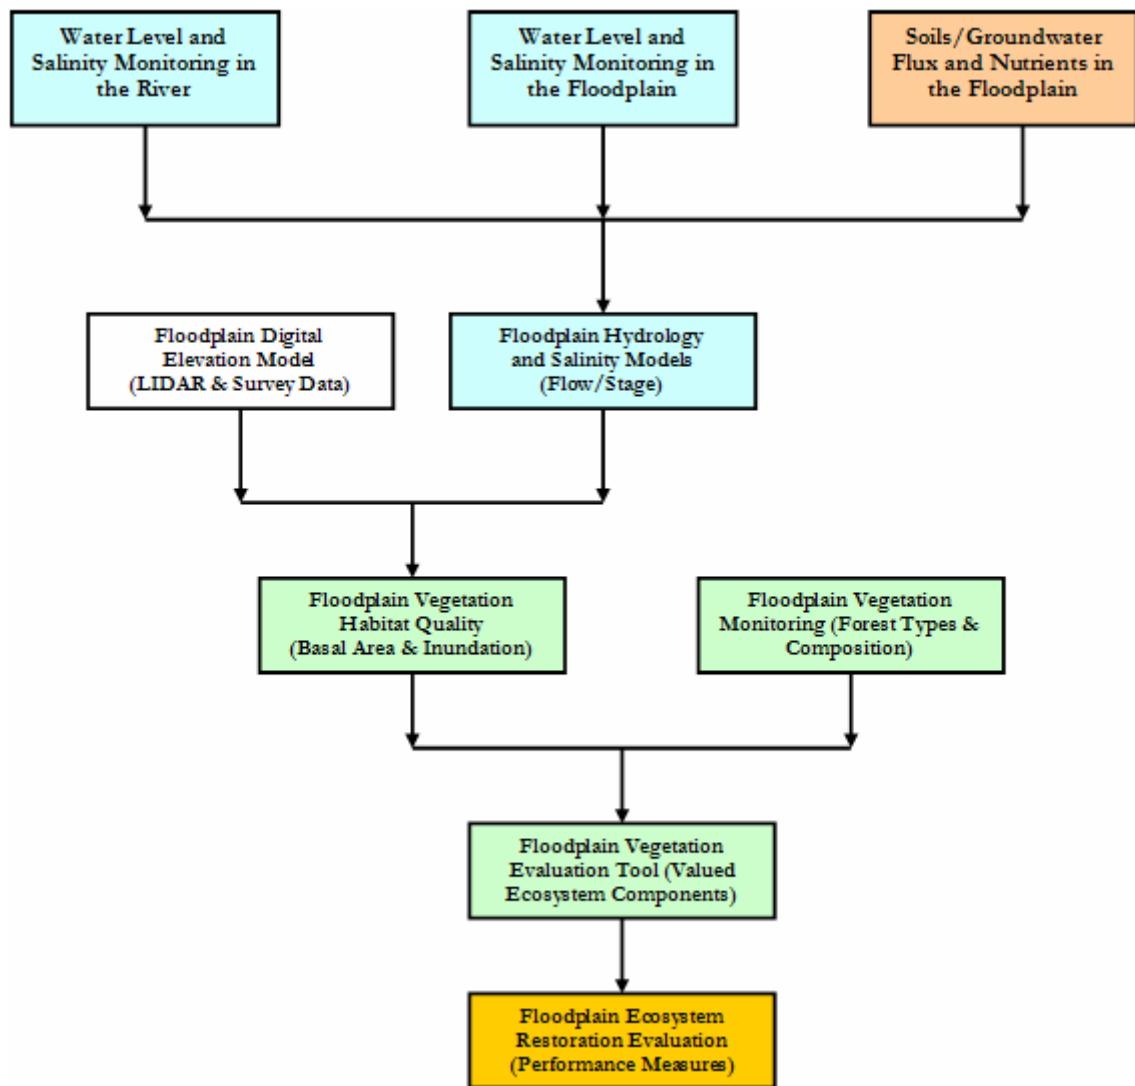 Water Level and
Salinity Monitoring in
the River
Water Level and
Salinity Monitoring in
the Floodplain
Soils/Groundwater
Flux and Nutrients in
the Floodplain
Floodplain Digital
Elevation Model
(LIDAR & Survey Data)
Floodplain Hydrology
and Salinity Models
(Flow/Stage)
Floodplain Vegetation
Habitat Quality
(Basal Area & Inundation)
Floodplain Vegetation
Monitoring (Forest Types &
Composition)
Floodplain Vegetation
Evaluation Tool (Valued
Ecosystem Components)
Floodplain Ecosystem
Restoration Evaluation
(Performance Measures)